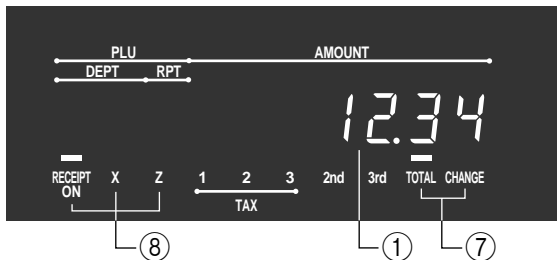 PLU AMOUNT
DEPT RPT
12.34
RECEIPT ON X Z 1 2 3 2nd 3rd TOTAL CHANGE
TAX
⑧ ① ⑦